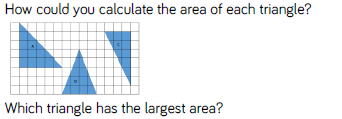 How could you calculate the area of each triangle?
A
C
B
Which triangle has the largest area?